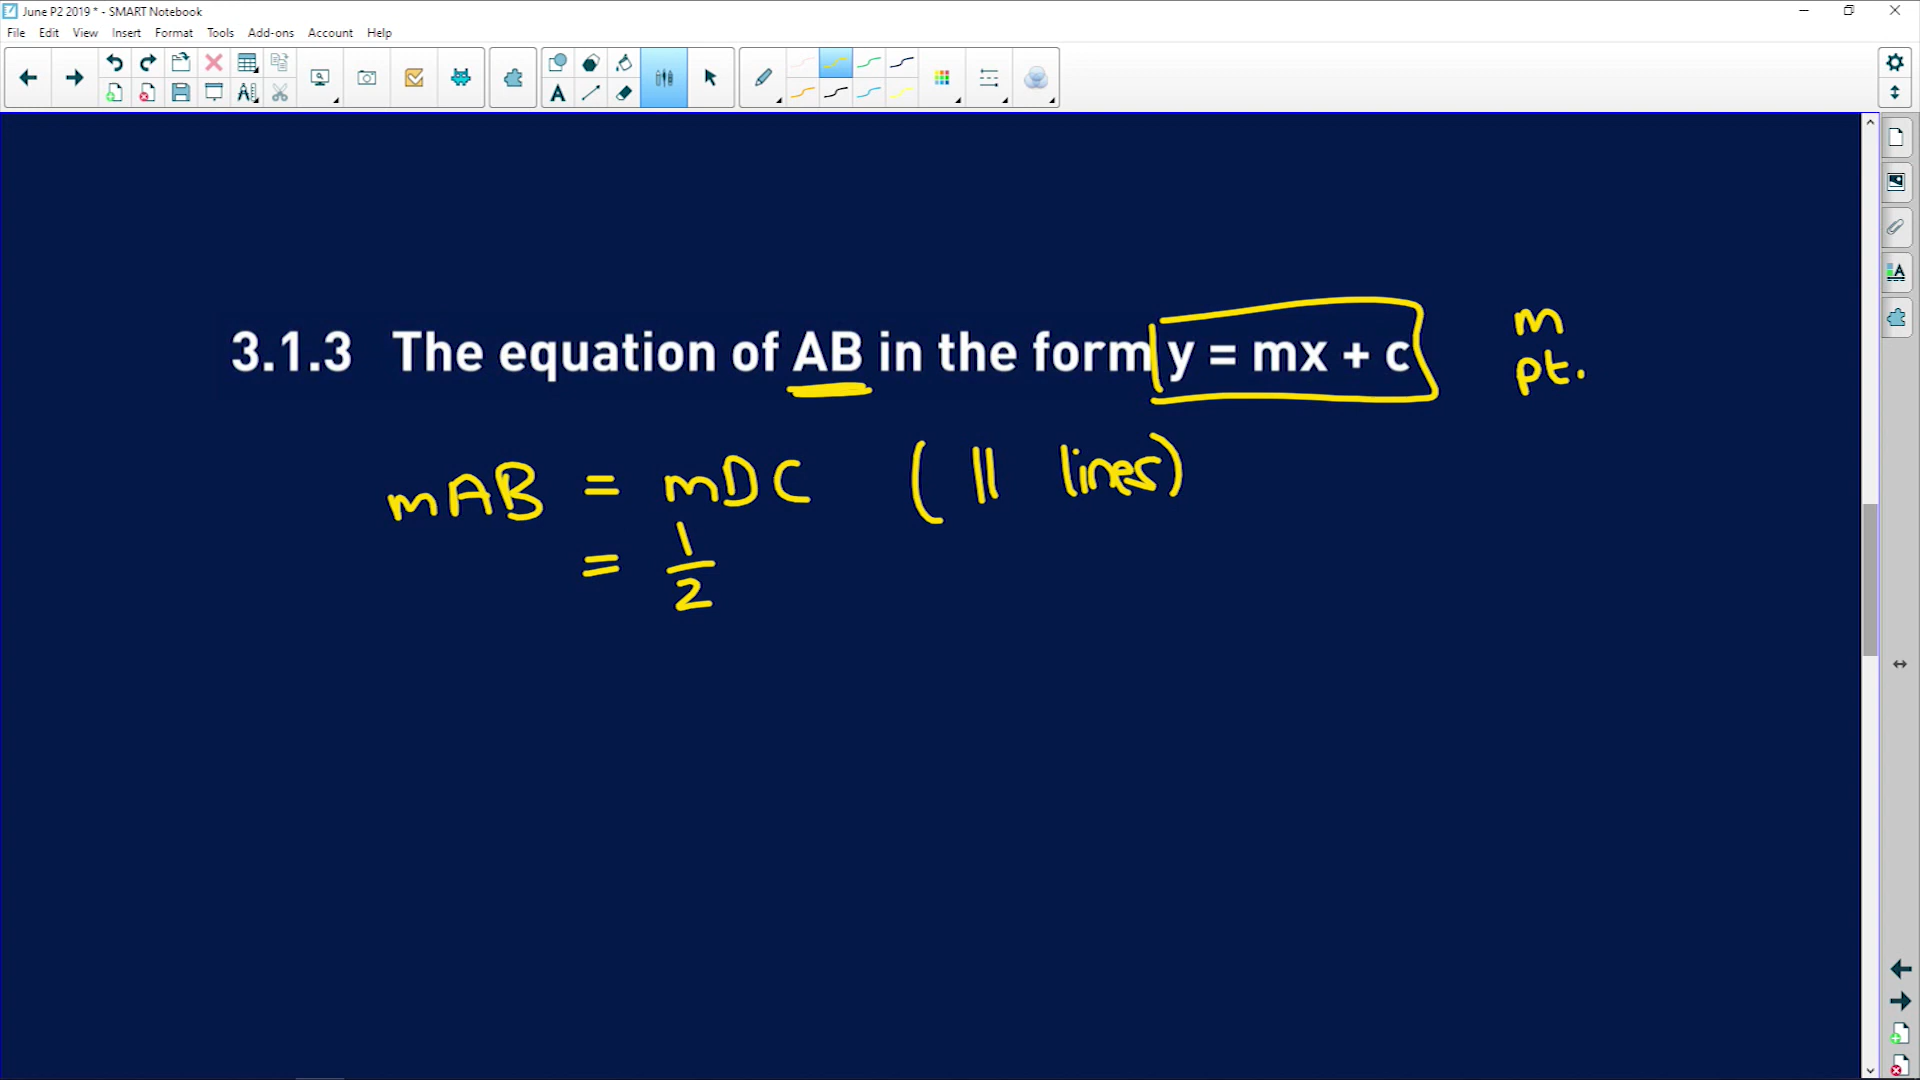 June P2 2019 * - SMART Notebook
File Edit View Insert Format Tools Add-ons Account Help
3.1.3 The equation of AB in the form y = mx + c
m
pt.
mAB = mDC ( || lines)
= 1/2